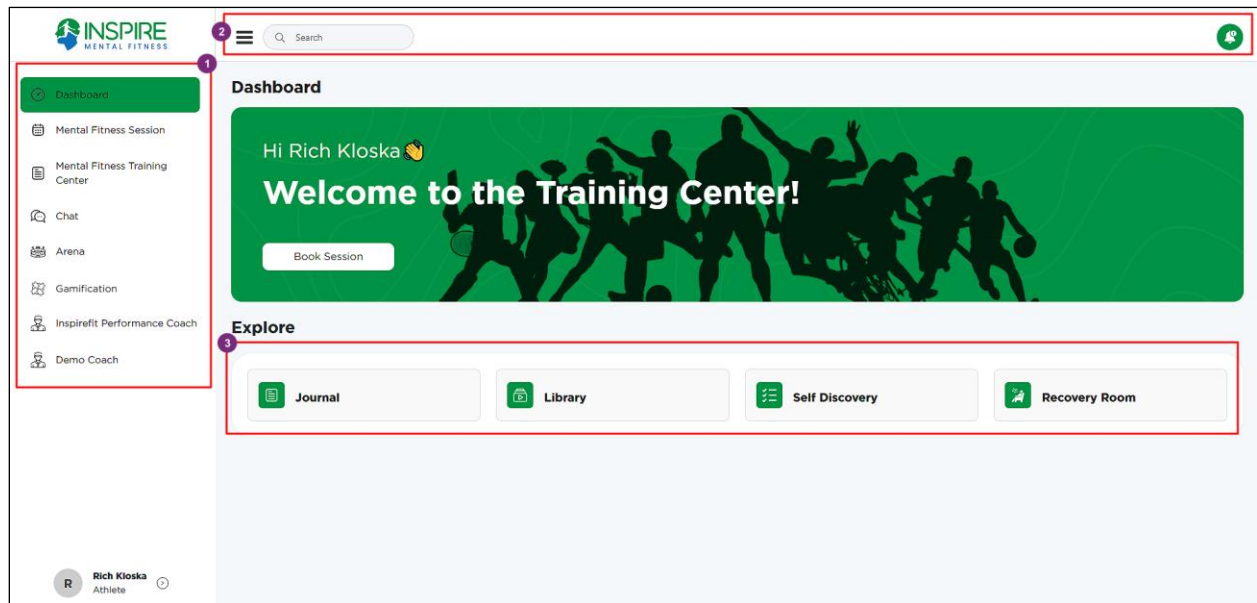 INSPIRE
MENTAL FITNESS
1
Dashboard
Mental Fitness Session
Mental Fitness Training
Center
Chat
Arena
Gamification
Inspirefit Performance Coach
Demo Coach
R
Rich Kloska
Athlete
2
Search
Dashboard
Hi Rich Kloska
Welcome to the Training Center!
Book Session
Explore
3
Journal
Library
Self Discovery
Recovery Room